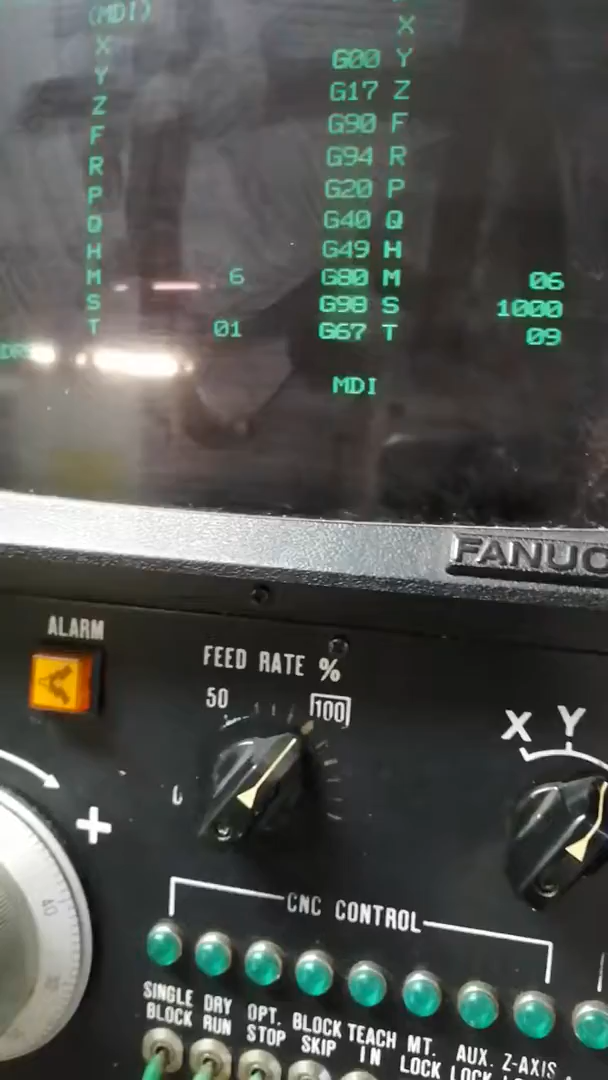 (MDI)
X
X
Y
G00 Y
Z
G17 Z
F
G90 F
R
G94 R
P
G20 P
Q
G40 Q
H
G49 H
M 6
G80 M 06
S
G98 S 1000
T 01
G67 T 09
MDI
FANUC
ALARM
FEED RATE %
50
100
0
X Y
+
CNC CONTROL
40
SINGLE BLOCK
DRY RUN
OPT. STOP
BLOCK SKIP
TEACH IN
MT. LOCK
AUX. LOCK
Z-AXIS